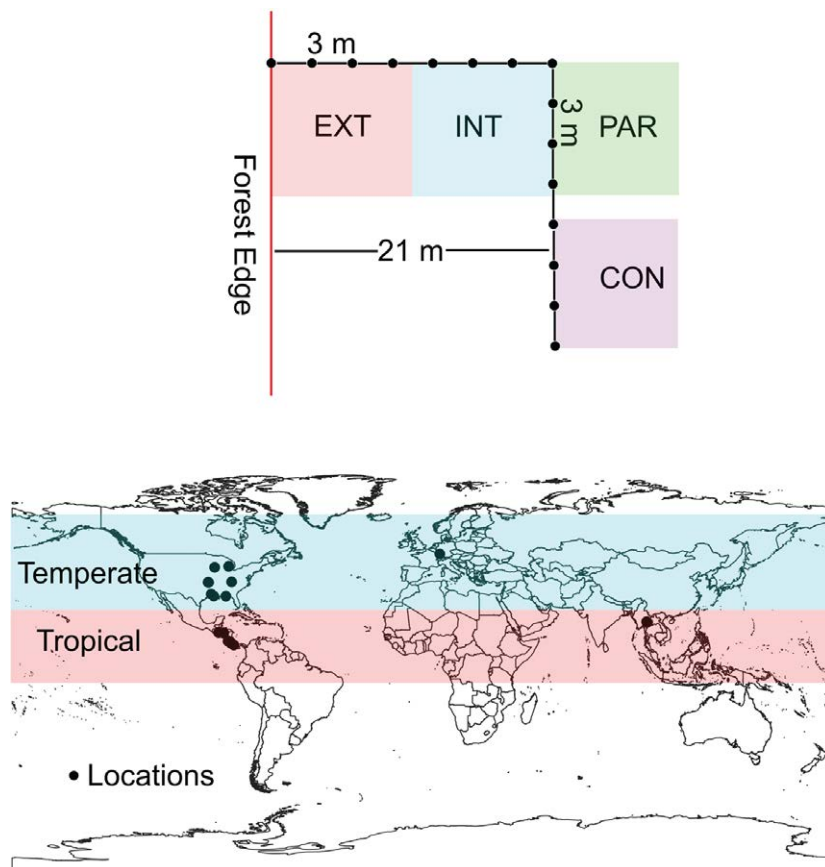 3 m
EXT
INT
PAR
3 m
Forest Edge
21 m
CON
Temperate
Tropical
Locations